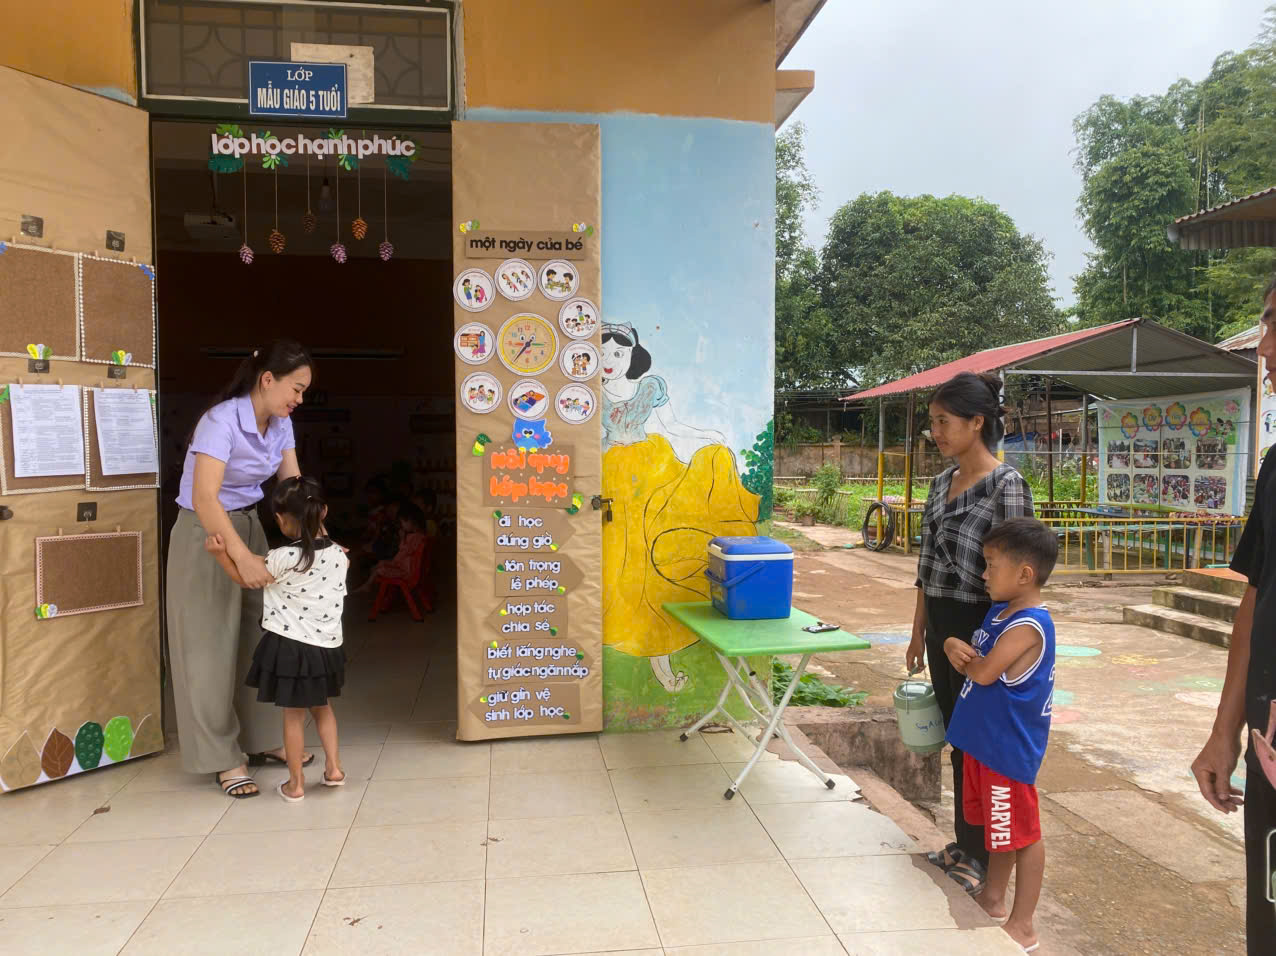 LỚP
MẪU GIÁO 5 TUỔI
lớp học hạnh phúc
một ngày của bé
Nội quy
lớp học
đi học
đúng giờ
tôn trọng
lễ phép
hợp tác
chia sẻ
biết lắng nghe
tự giác ngăn nắp
giữ gìn vệ
sinh lớp học
MARVEL